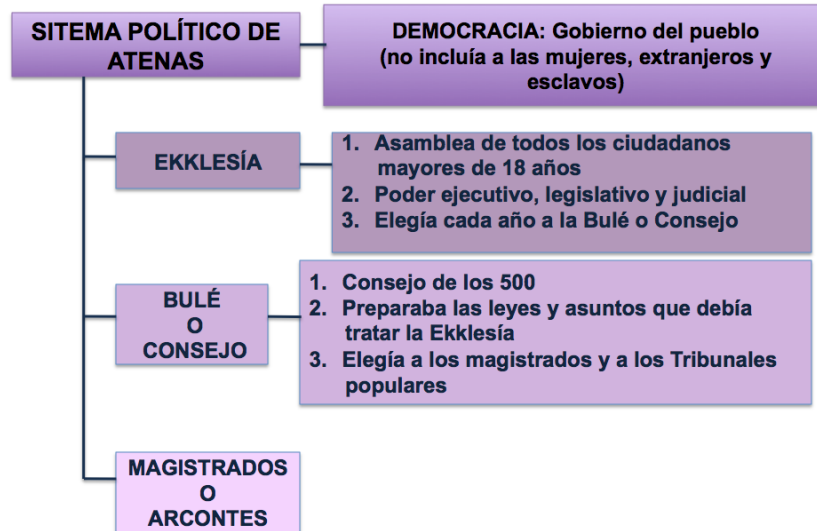 SITEMA POLÍTICO DE
ATENAS
DEMOCRACIA: Gobierno del pueblo
(no incluía a las mujeres, extranjeros y
esclavos)
EKKLESÍA
1. Asamblea de todos los ciudadanos
mayores de 18 años
2. Poder ejecutivo, legislativo y judicial
3. Elegía cada año a la Bulé o Consejo
BULÉ
O
CONSEJO
1. Consejo de los 500
2. Preparaba las leyes y asuntos que debía
tratar la Ekklesía
3. Elegía a los magistrados y a los Tribunales
populares
MAGISTRADOS
O
ARCONTES